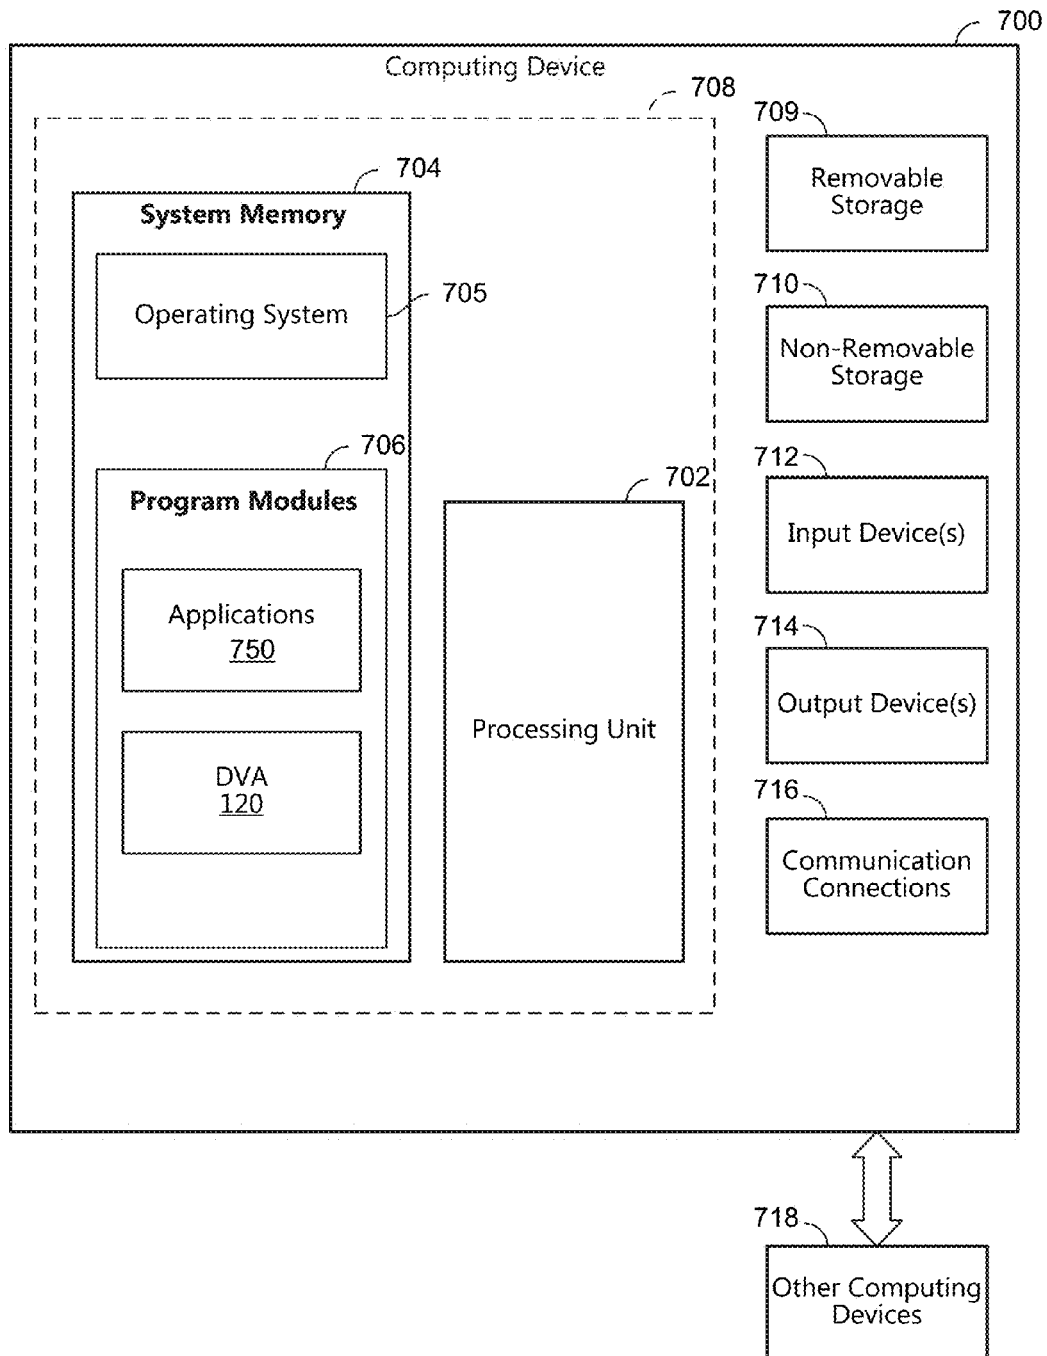 700
Computing Device
708
709
Removable
Storage
704
System Memory
Operating System
705
710
Non-Removable
Storage
706
Program Modules
702
712
Input Device(s)
Applications
750
714
Output Device(s)
Processing Unit
DVA
120
716
Communication
Connections
718
Other Computing
Devices